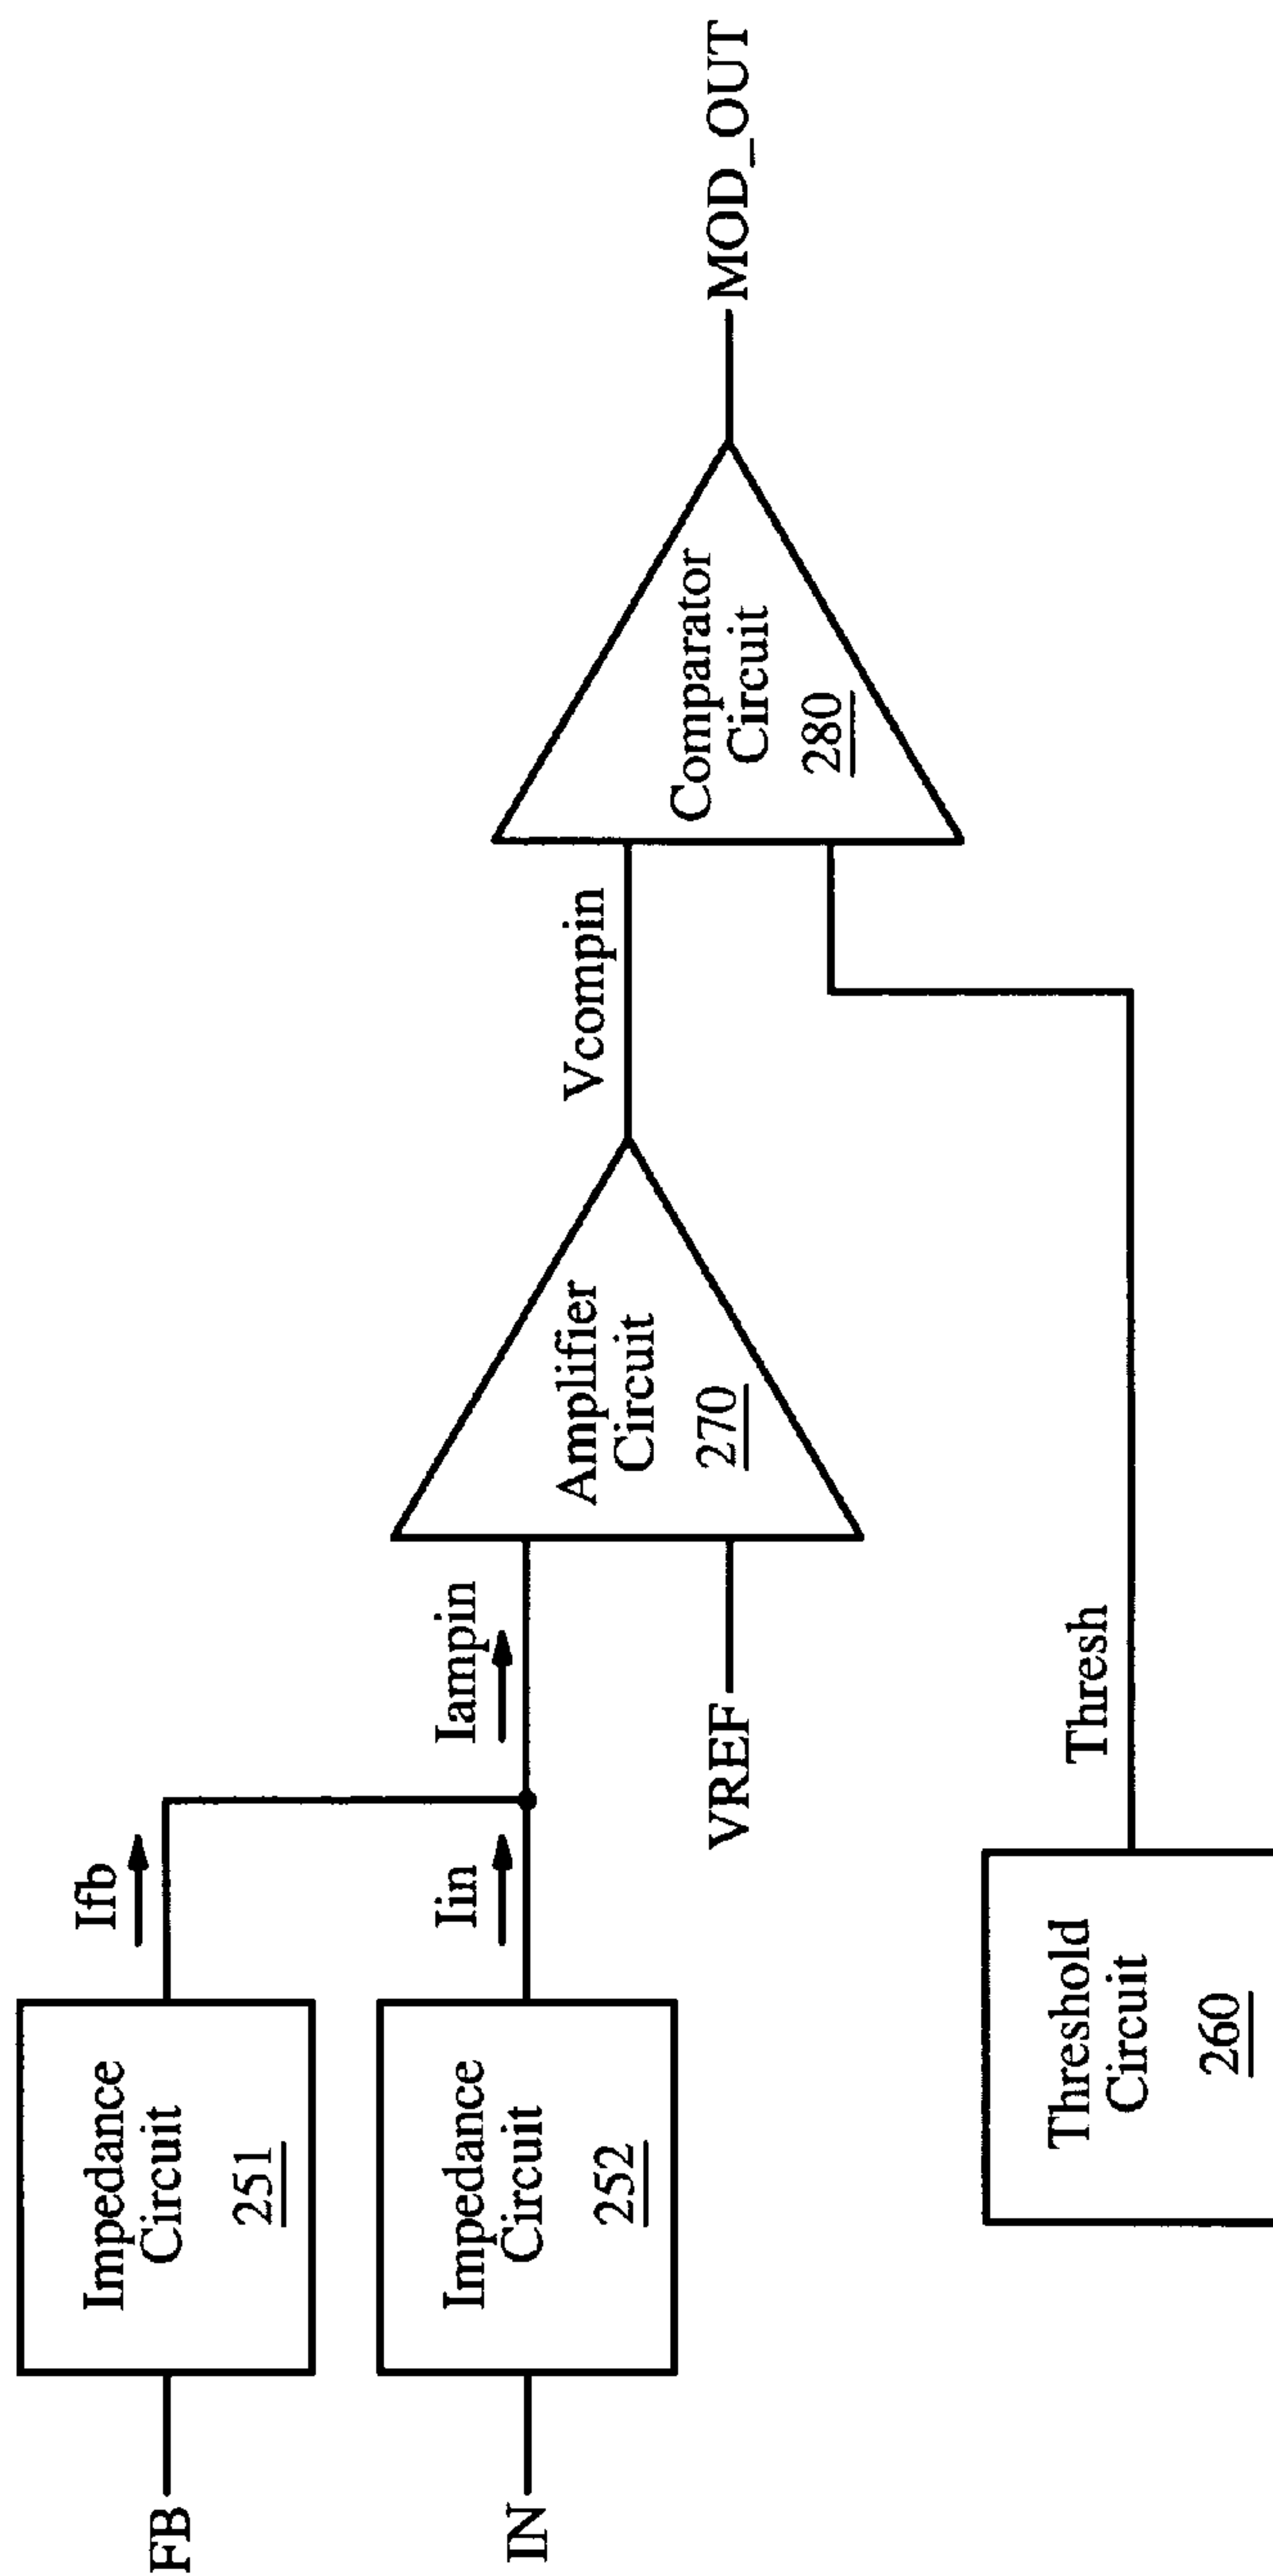 FB
Impedance
Circuit
251
Ifb
IN
Impedance
Circuit
252
Iin
Iampin
VREF
Amplifier
Circuit
270
Vcompin
Threshold
Circuit
260
Thresh
Comparator
Circuit
280
MOD_OUT